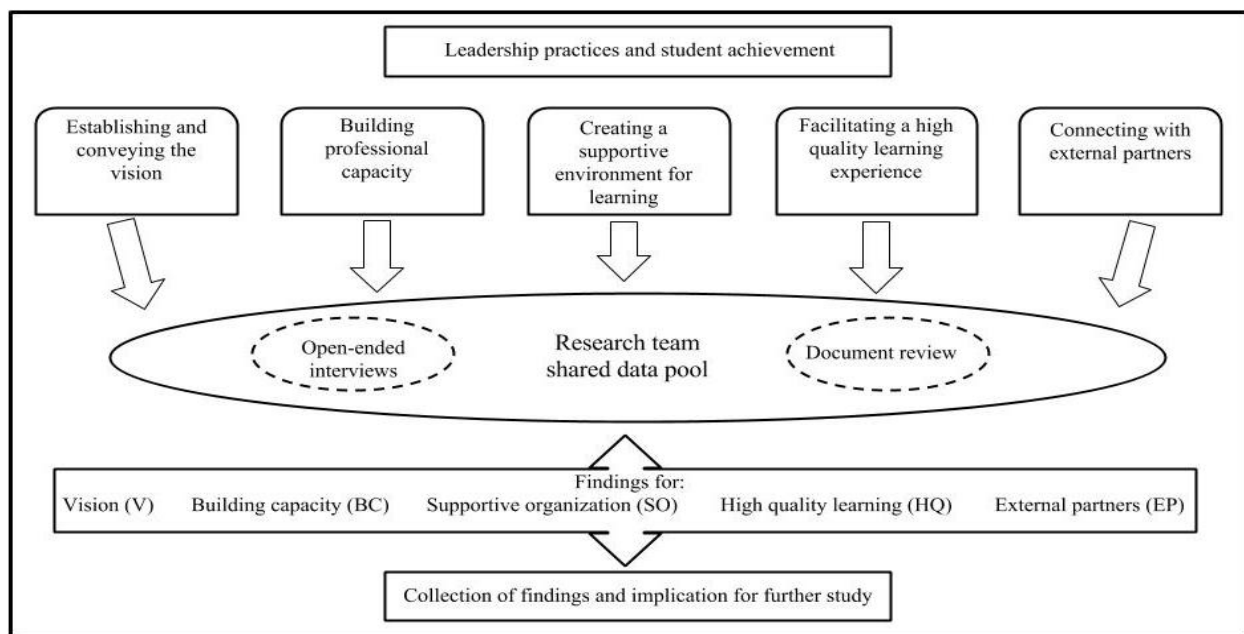 Leadership practices and student achievement
Establishing and
conveying the
vision
Building
professional
capacity
Creating a
supportive
environment for
learning
Facilitating a high
quality learning
experience
Connecting with
external partners
Open-ended
interviews
Research team
shared data pool
Document review
Findings for:
Vision (V) Building capacity (BC) Supportive organization (SO) High quality learning (HQ) External partners (EP)
Collection of findings and implication for further study